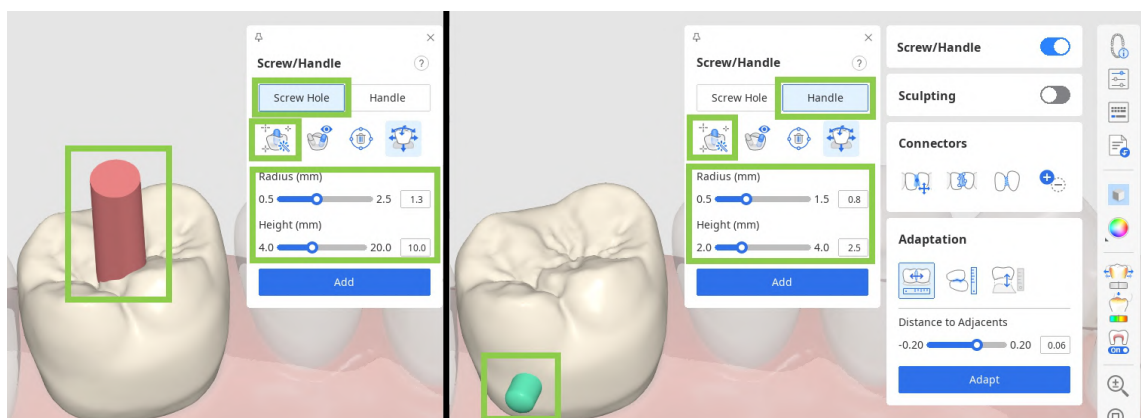 Screw/Handle
?
Screw Hole
Handle
Radius (mm)
0.5
2.5
1.3
Height (mm)
4.0
20.0
10.0
Add
Screw/Handle
?
Screw Hole
Handle
Radius (mm)
0.5
1.5
0.8
Height (mm)
2.0
4.0
2.5
Add
Screw/Handle
Sculpting
Connectors
Adaptation
Distance to Adjacents
-0.20
0.20
0.06
Adapt
ON